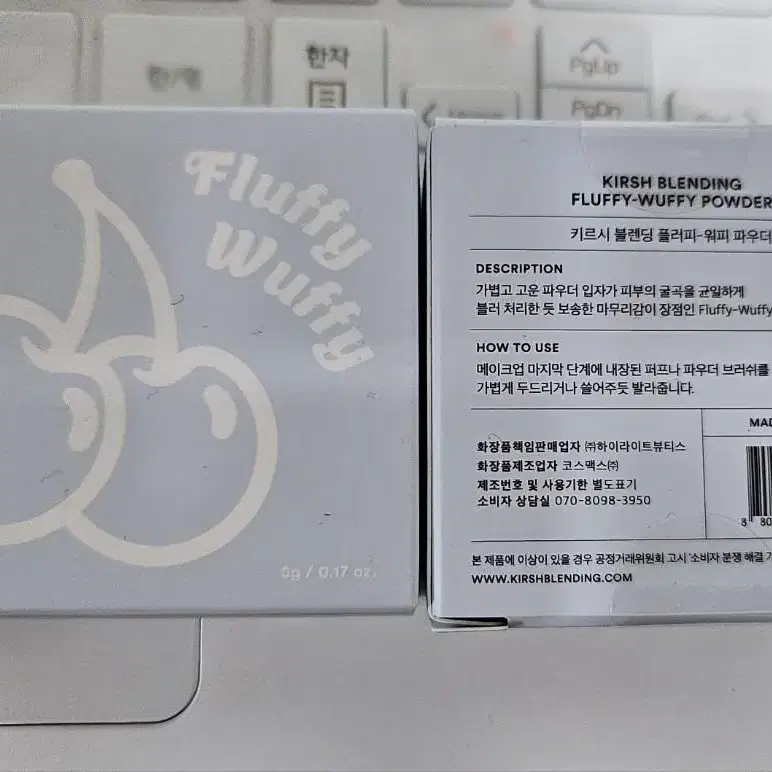 한자
PgUp
PgDn
Fluffy
Wuffy
5g / 0.17 oz.
KIRSH BLENDING
FLUFFY-WUFFY POWDER
키르시 블렌딩 플러피-워피 파우더
DESCRIPTION
가볍고 고운 파우더 입자가 피부의 굴곡을 균일하게
블러 처리한 듯 보송한 마무리감이 장점인 Fluffy-Wuffy
HOW TO USE
메이크업 마지막 단계에 내장된 퍼프나 파우더 브러쉬를
가볍게 두드리거나 쓸어주듯 발라줍니다.
화장품책임판매업자 ㈜하이라이트뷰티스
화장품제조업자 코스맥스㈜
제조번호 및 사용기한 별도표기
소비자 상담실 070-8098-3950
MAD
8 80
본 제품에 이상이 있을 경우 공정거래위원회 고시 '소비자 분쟁 해결
WWW.KIRSHBLENDING.COM